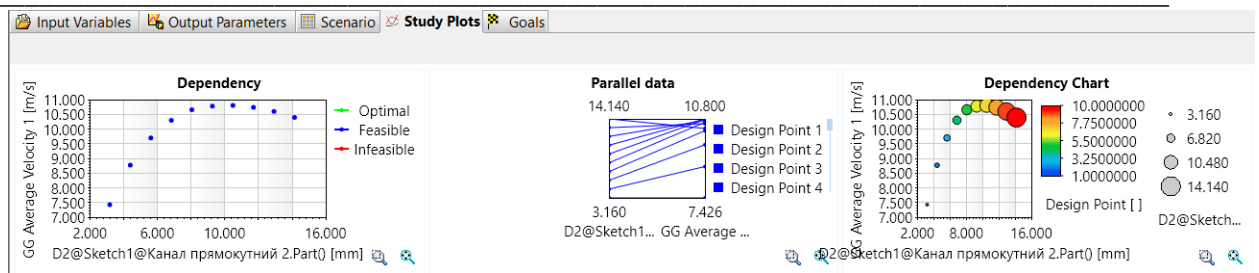 Input Variables Output Parameters Scenario Study Plots Goals
Dependency
GG Average Velocity 1 [m/s]
11.000
10.500
10.000
9.500
9.000
8.500
8.000
7.500
7.000
2.000 6.000 10.000 16.000
D2@Sketch1@Канал прямокутний 2.Part() [mm]
Optimal
Feasible
Infeasible
Parallel data
14.140 10.800
3.160 7.426
D2@Sketch1... GG Average ...
Design Point 1
Design Point 2
Design Point 3
Design Point 4
Dependency Chart
GG Average Velocity 1 [m/s]
11.000
10.500
10.000
9.500
9.000
8.500
8.000
7.500
7.000
2.000 8.000 16.000
D2@Sketch1@Канал прямокутний 2.Part() [mm]
10.0000000
7.7500000
5.5000000
3.2500000
1.0000000
Design Point [ ]
3.160
6.820
10.480
14.140
D2@Sketch...